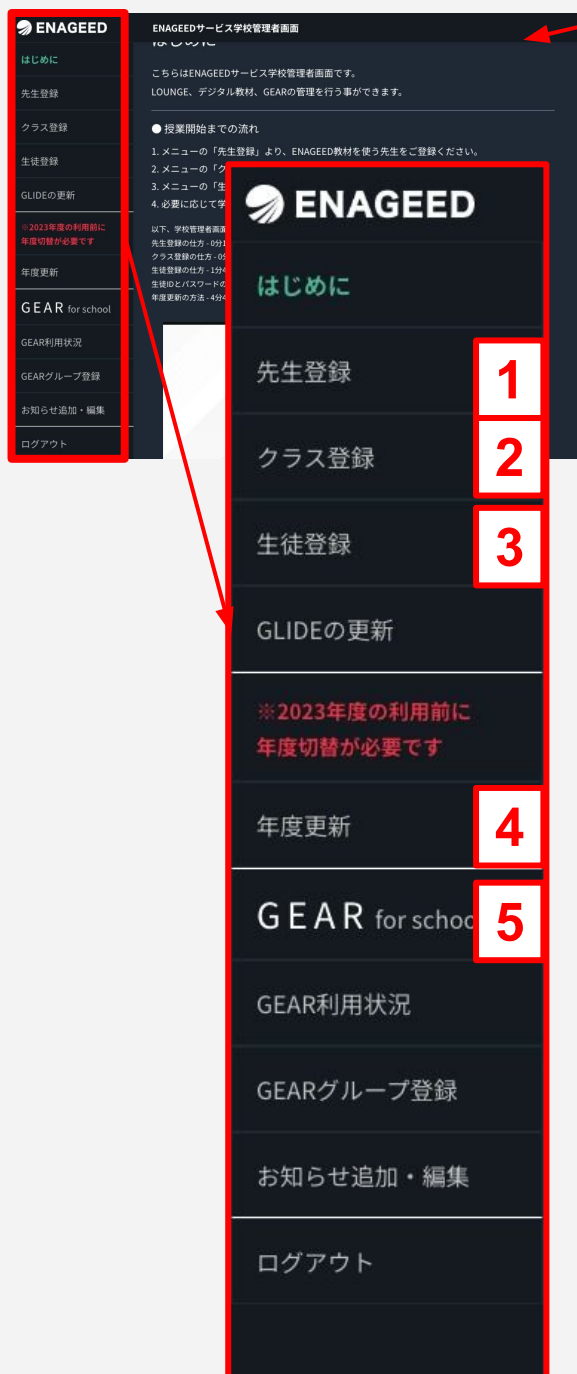 ENAGEED
ENAGEEDサービス学校管理者画面
はじめに
先生登録
クラス登録
生徒登録
GLIDEの更新
※2023年度の利用前に
年度切替が必要です
年度更新
GEAR for school
GEAR利用状況
GEARグループ登録
お知らせ追加・編集
ログアウト
はじめに
こちらはENAGEEDサービス学校管理者画面です。
LOUNGE、デジタル教材、GEARの管理を行う事ができます。
● 授業開始までの流れ
1. メニューの「先生登録」より、ENAGEED教材を使う先生をご登録ください。
2. メニューの「ク
3. メニューの「生
4. 必要に応じて学
以下、学校管理者画面
先生登録の仕方 - 0分1
クラス登録の仕方 - 0分
生徒登録の仕方 - 1分4
生徒IDとパスワードの
年度更新の方法 - 4分4
ENAGEED
はじめに
先生登録
1
クラス登録
2
生徒登録
3
GLIDEの更新
※2023年度の利用前に
年度切替が必要です
年度更新
4
GEAR for schoo
5
GEAR利用状況
GEARグループ登録
お知らせ追加・編集
ログアウト